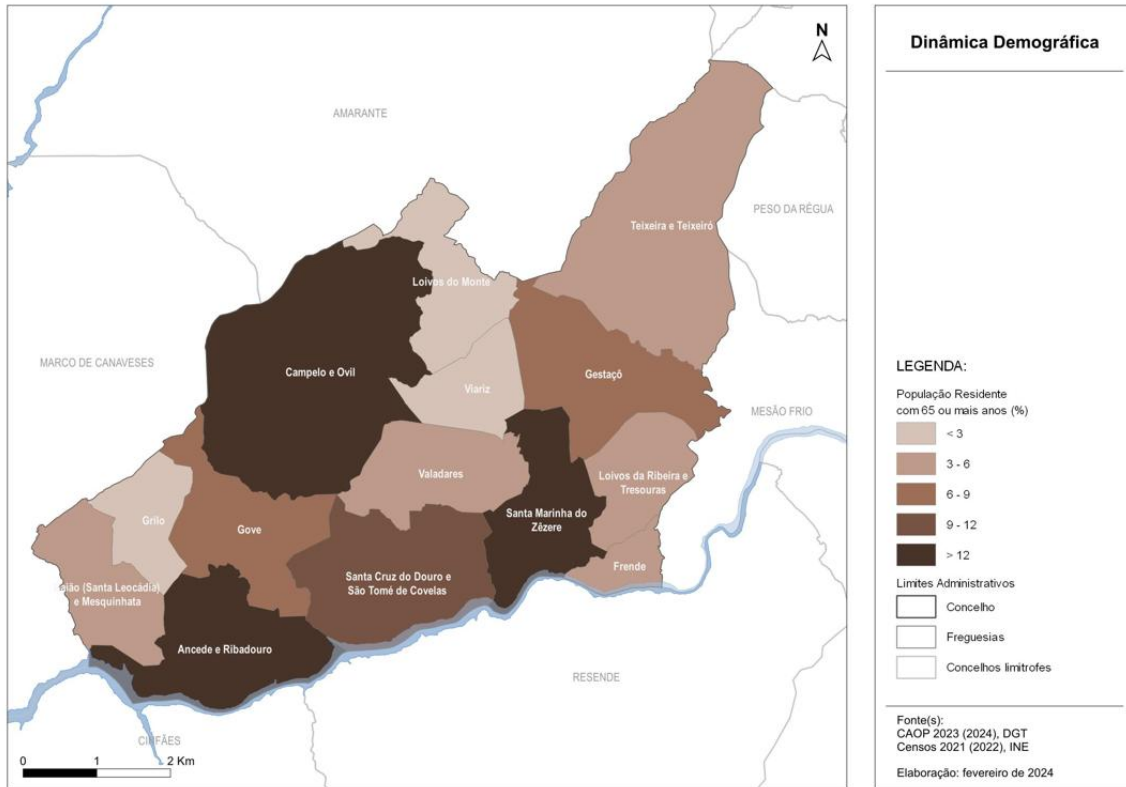 N
AMARANTE
PESO DA RÉGUA
Teixeira e Teixeiró
Loivos do Monte
MARCO DE CANAVESES
Campelo e Ovil
Gestaçô
Viariz
MESÃO FRIO
Valadares
Loivos da Ribeira e
Tresouras
Santa Marinha do
Zêzere
Grilo
Gove
Frende
Santa Cruz do Douro e
São Tomé de Covelas
(Santa Leocádia)
e Mesquinhata
Ancede e Ribadouro
RESENDE
CINFÃES
0 1 2 Km
Dinâmica Demográfica
LEGENDA:
População Residente
com 65 ou mais anos (%)
< 3
3 - 6
6 - 9
9 - 12
> 12
Limites Administrativos
Concelho
Freguesias
Concelhos limitrofes
Fonte(s):
CAOP 2023 (2024), DGT
Censos 2021 (2022), INE
Elaboração: fevereiro de 2024